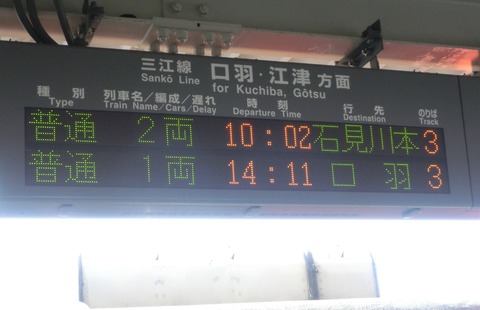 三江線 口羽・江津 方面
Sankō Line for Kuchiba, Gōtsu
種別 列車名/編成/遅れ 時刻 行先 のりば
Type Train Name/Cars/Delay Departure Time Destination Track
普通 2両 10:02 石見川本 3
普通 1両 14:11 口羽 3